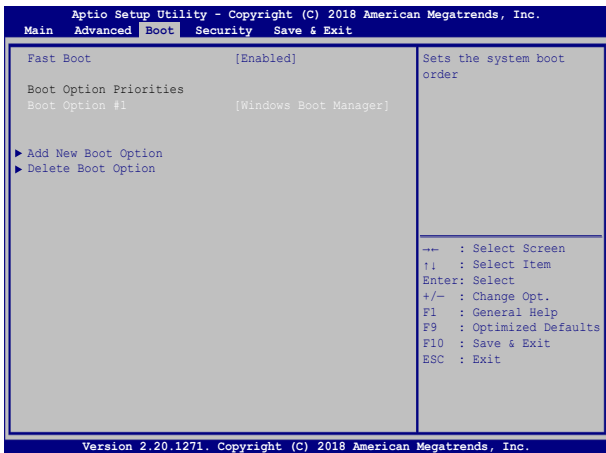 Aptio Setup Utility - Copyright (C) 2018 American Megatrends, Inc.
Main Advanced Boot Security Save & Exit
Fast Boot [Enabled]
Boot Option Priorities
Boot Option #1 [Windows Boot Manager]
▶ Add New Boot Option
▶ Delete Boot Option
Sets the system boot
order
→← : Select Screen
↑↓ : Select Item
Enter: Select
+/— : Change Opt.
F1 : General Help
F9 : Optimized Defaults
F10 : Save & Exit
ESC : Exit
Version 2.20.1271. Copyright (C) 2018 American Megatrends, Inc.